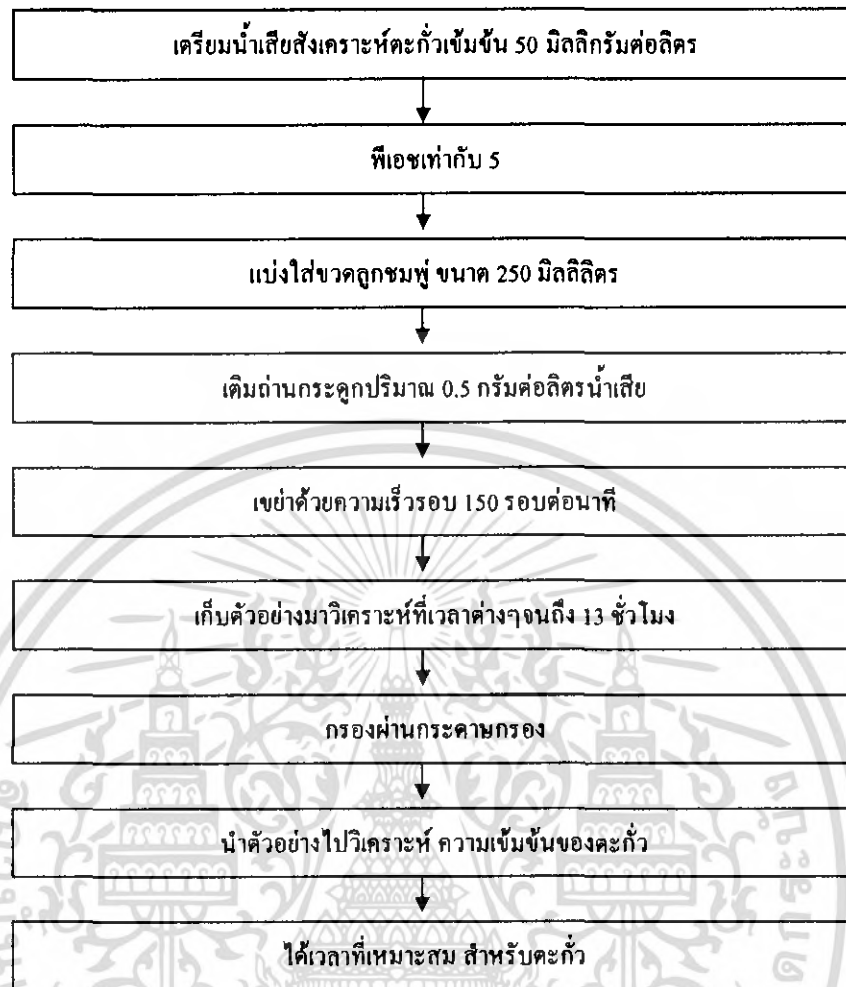 เตรียมน้ำเสียสังเคราะห์ตะกั่วเข้มข้น 50 มิลลิกรัมต่อลิตร
พีเอชเท่ากับ 5
แบ่งใส่ขวดลูกชมพู่ ขนาด 250 มิลลิลิตร
เติมถ่านกระดูกปริมาณ 0.5 กรัมต่อลิตรน้ำเสีย
เขย่าด้วยความเร็วรอบ 150 รอบต่อนาที
เก็บตัวอย่างมาวิเคราะห์ที่เวลาต่างๆจนถึง 13 ชั่วโมง
กรองผ่านกระดาษกรอง
นำตัวอย่างไปวิเคราะห์ ความเข้มข้นของตะกั่ว
ได้เวลาที่เหมาะสม สำหรับตะกั่ว